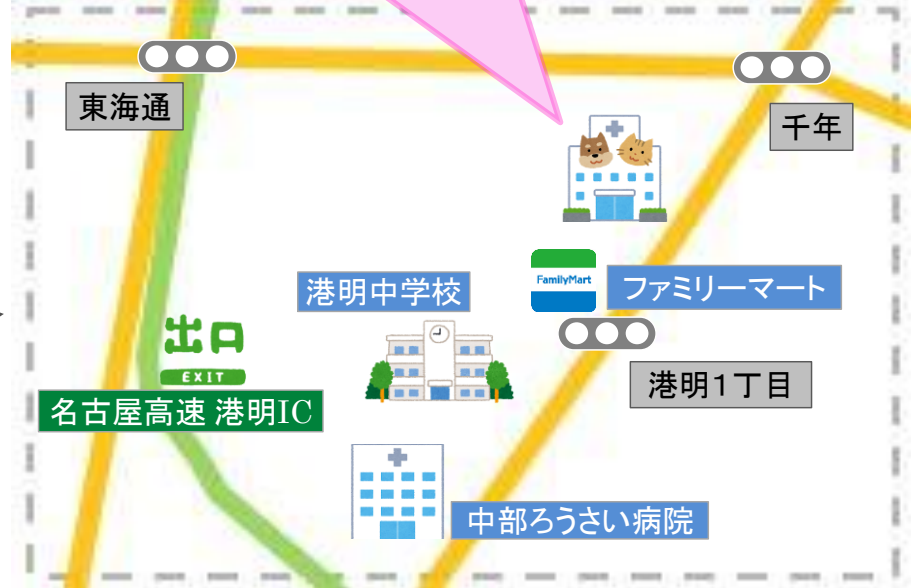 東海通
千年
港明中学校
FamilyMart
ファミリーマート
出口
EXIT
港明1丁目
名古屋高速 港明IC
中部ろうさい病院